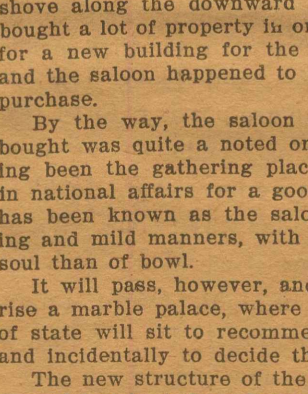 shove along the downward
bought a lot of property in or
for a new building for the
and the saloon happened to
purchase.
By the way, the saloon
bought was quite a noted or
ing been the gathering plac
in national affairs for a goo
has been known as the salo
ing and mild manners, with
soul than of bowl.
It will pass, however, and
rise a marble palace, where
of state will sit to recomme
and incidentally to decide th
The new structure of the